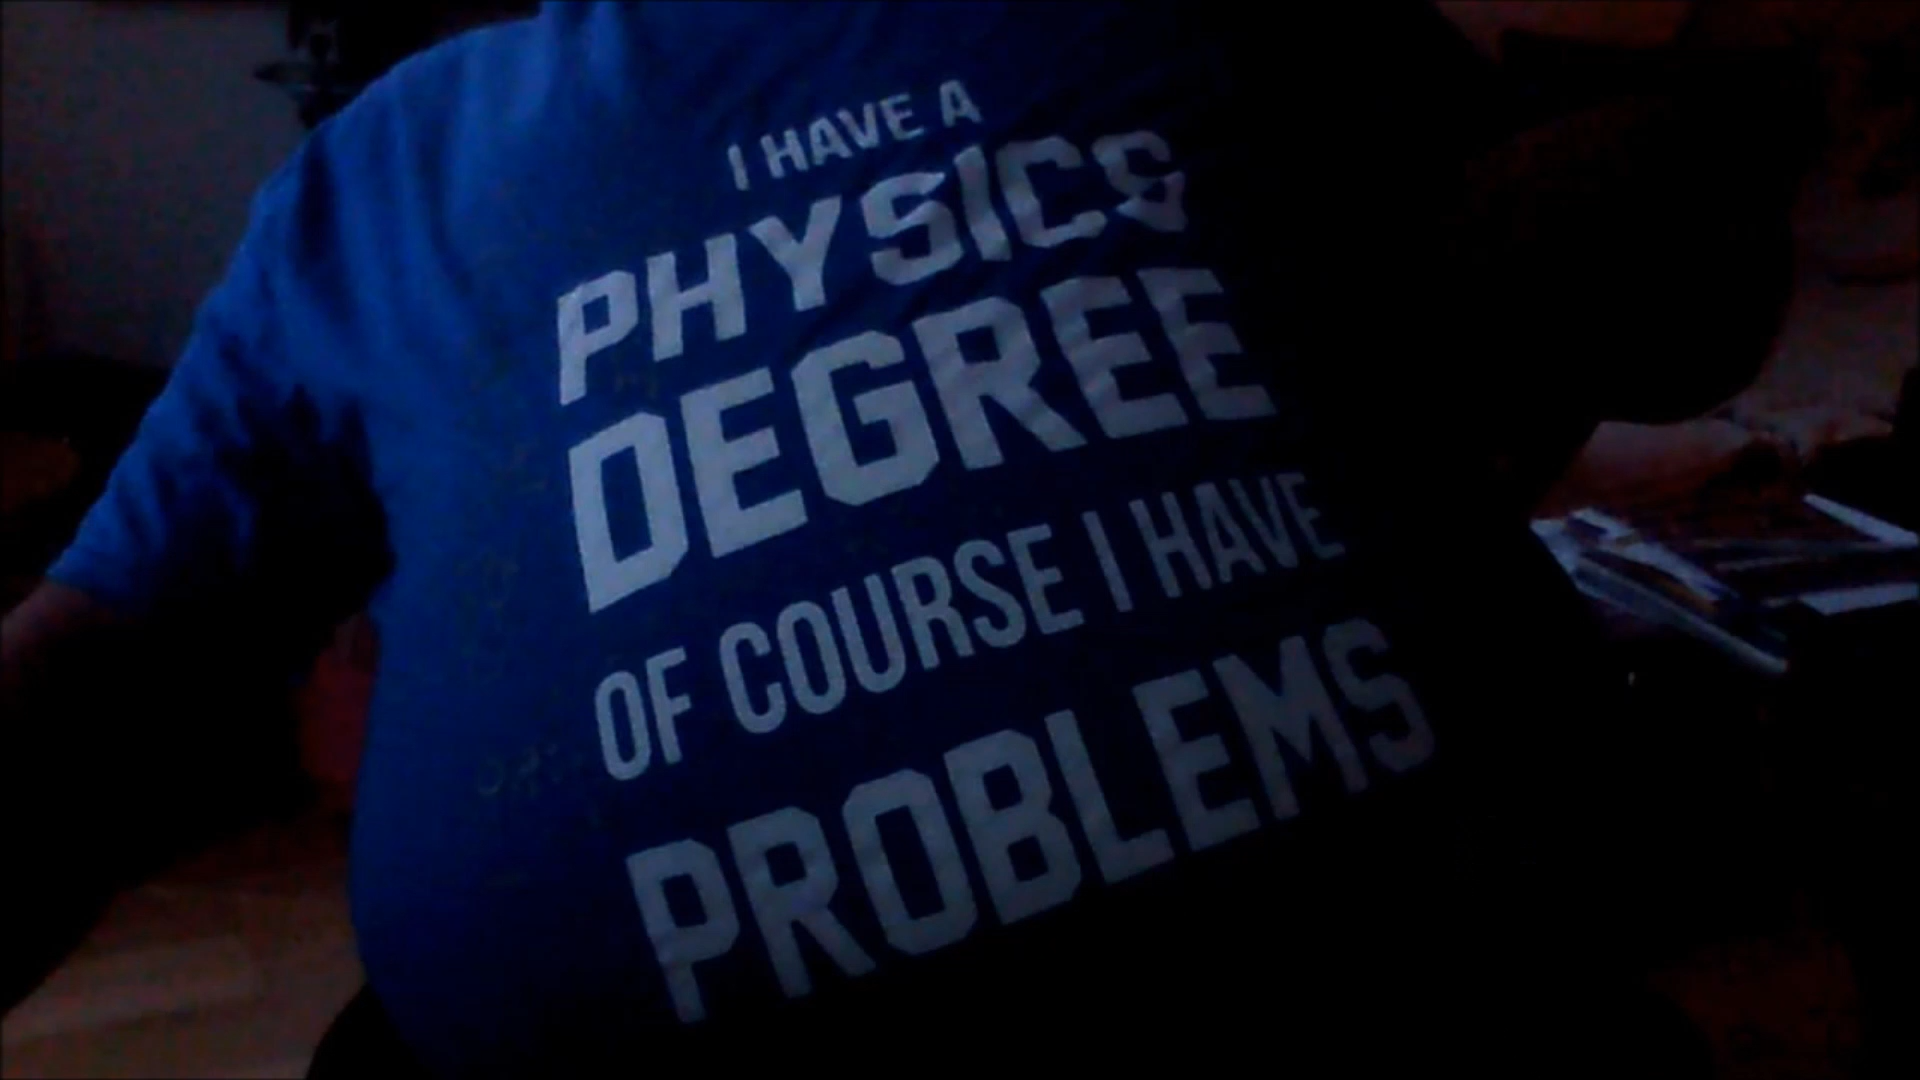 I HAVE A
PHYSICS
DEGREE
OF COURSE I HAVE
PROBLEMS